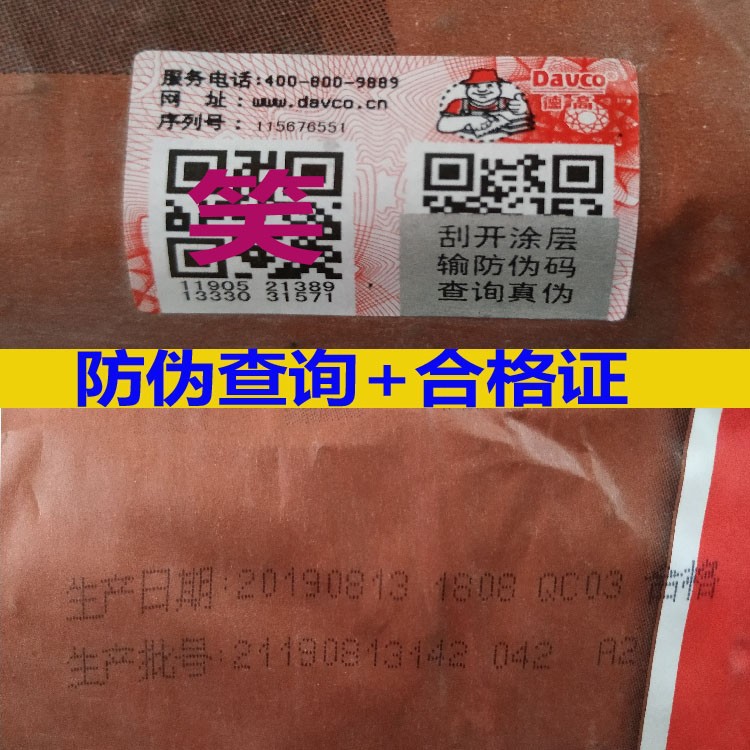 服务电话:400-800-9889
网 址:www.davco.cn
序列号:115676551
Davco
德高
笑
11905 21389
13330 31571
刮开涂层
输防伪码
查询真伪
防伪查询+合格证
生产日期:20190813 1808 QC03 合格
生产批号:21190813142 042 A2